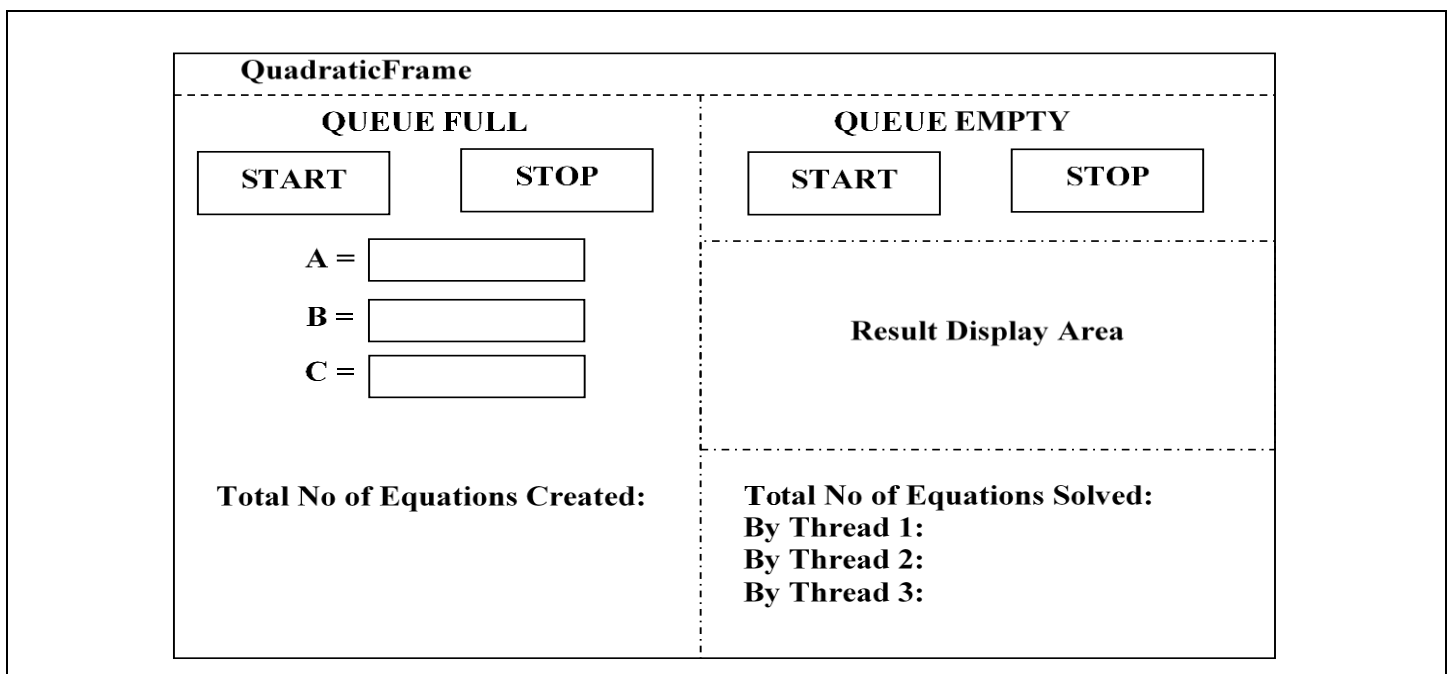 QuadraticFrame
QUEUE FULL
START
STOP
A =
B =
C =
Total No of Equations Created:
QUEUE EMPTY
START
STOP
Result Display Area
Total No of Equations Solved:
By Thread 1:
By Thread 2:
By Thread 3: